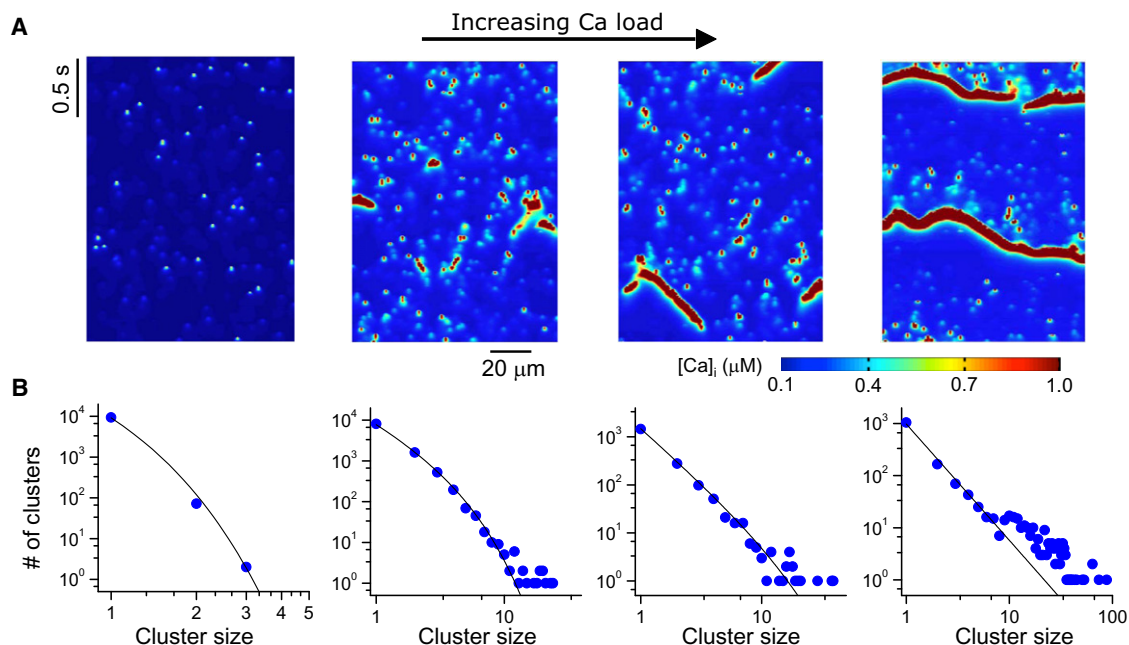 A
Increasing Ca load
0.5 s
20 μm
[Ca]i (μM)
0.1 0.4 0.7 1.0
B
# of clusters
10^4
10^3
10^2
10^1
10^0
1 2 3 4 5
Cluster size
10^4
10^3
10^2
10^1
10^0
1 10
Cluster size
10^3
10^2
10^1
10^0
1 10
Cluster size
10^3
10^2
10^1
10^0
1 10 100
Cluster size